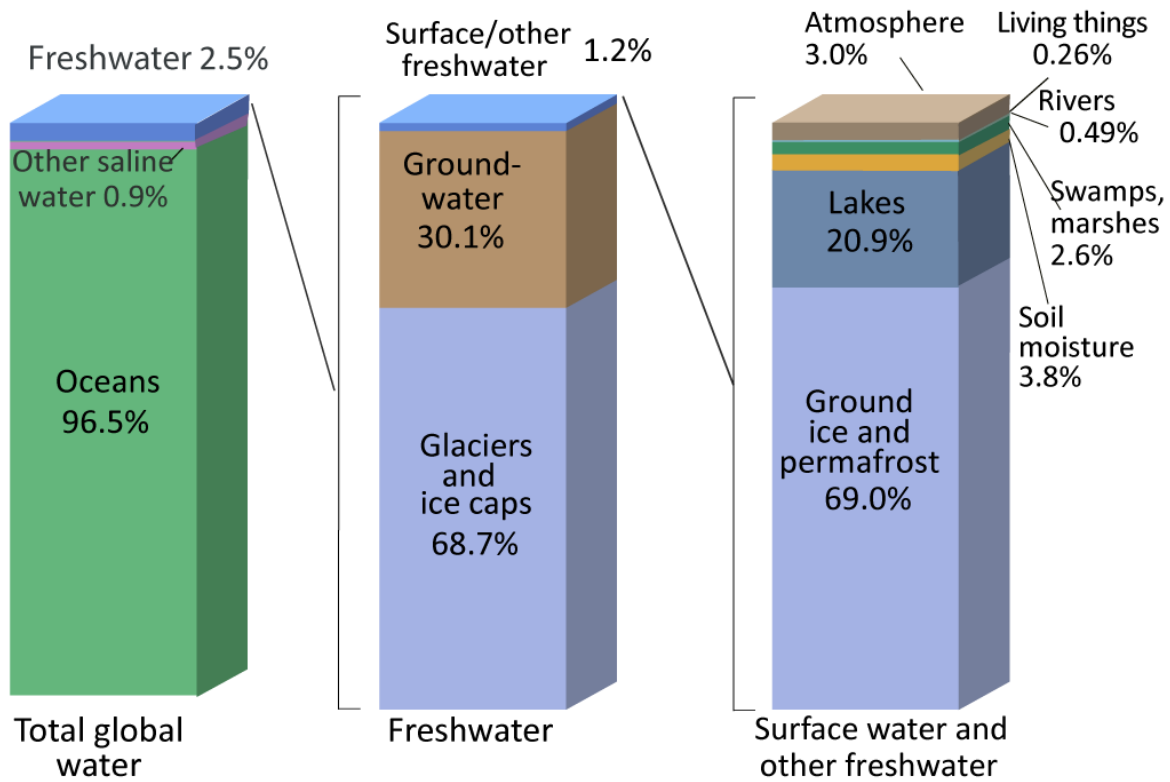 Freshwater 2.5%
Other saline
water 0.9%
Oceans
96.5%
Total global
water
Surface/other
freshwater
1.2%
Ground-
water
30.1%
Glaciers
and
ice caps
68.7%
Freshwater
Atmosphere
3.0%
Living things
0.26%
Rivers
0.49%
Swamps,
marshes
2.6%
Soil
moisture
3.8%
Lakes
20.9%
Ground
ice and
permafrost
69.0%
Surface water and
other freshwater